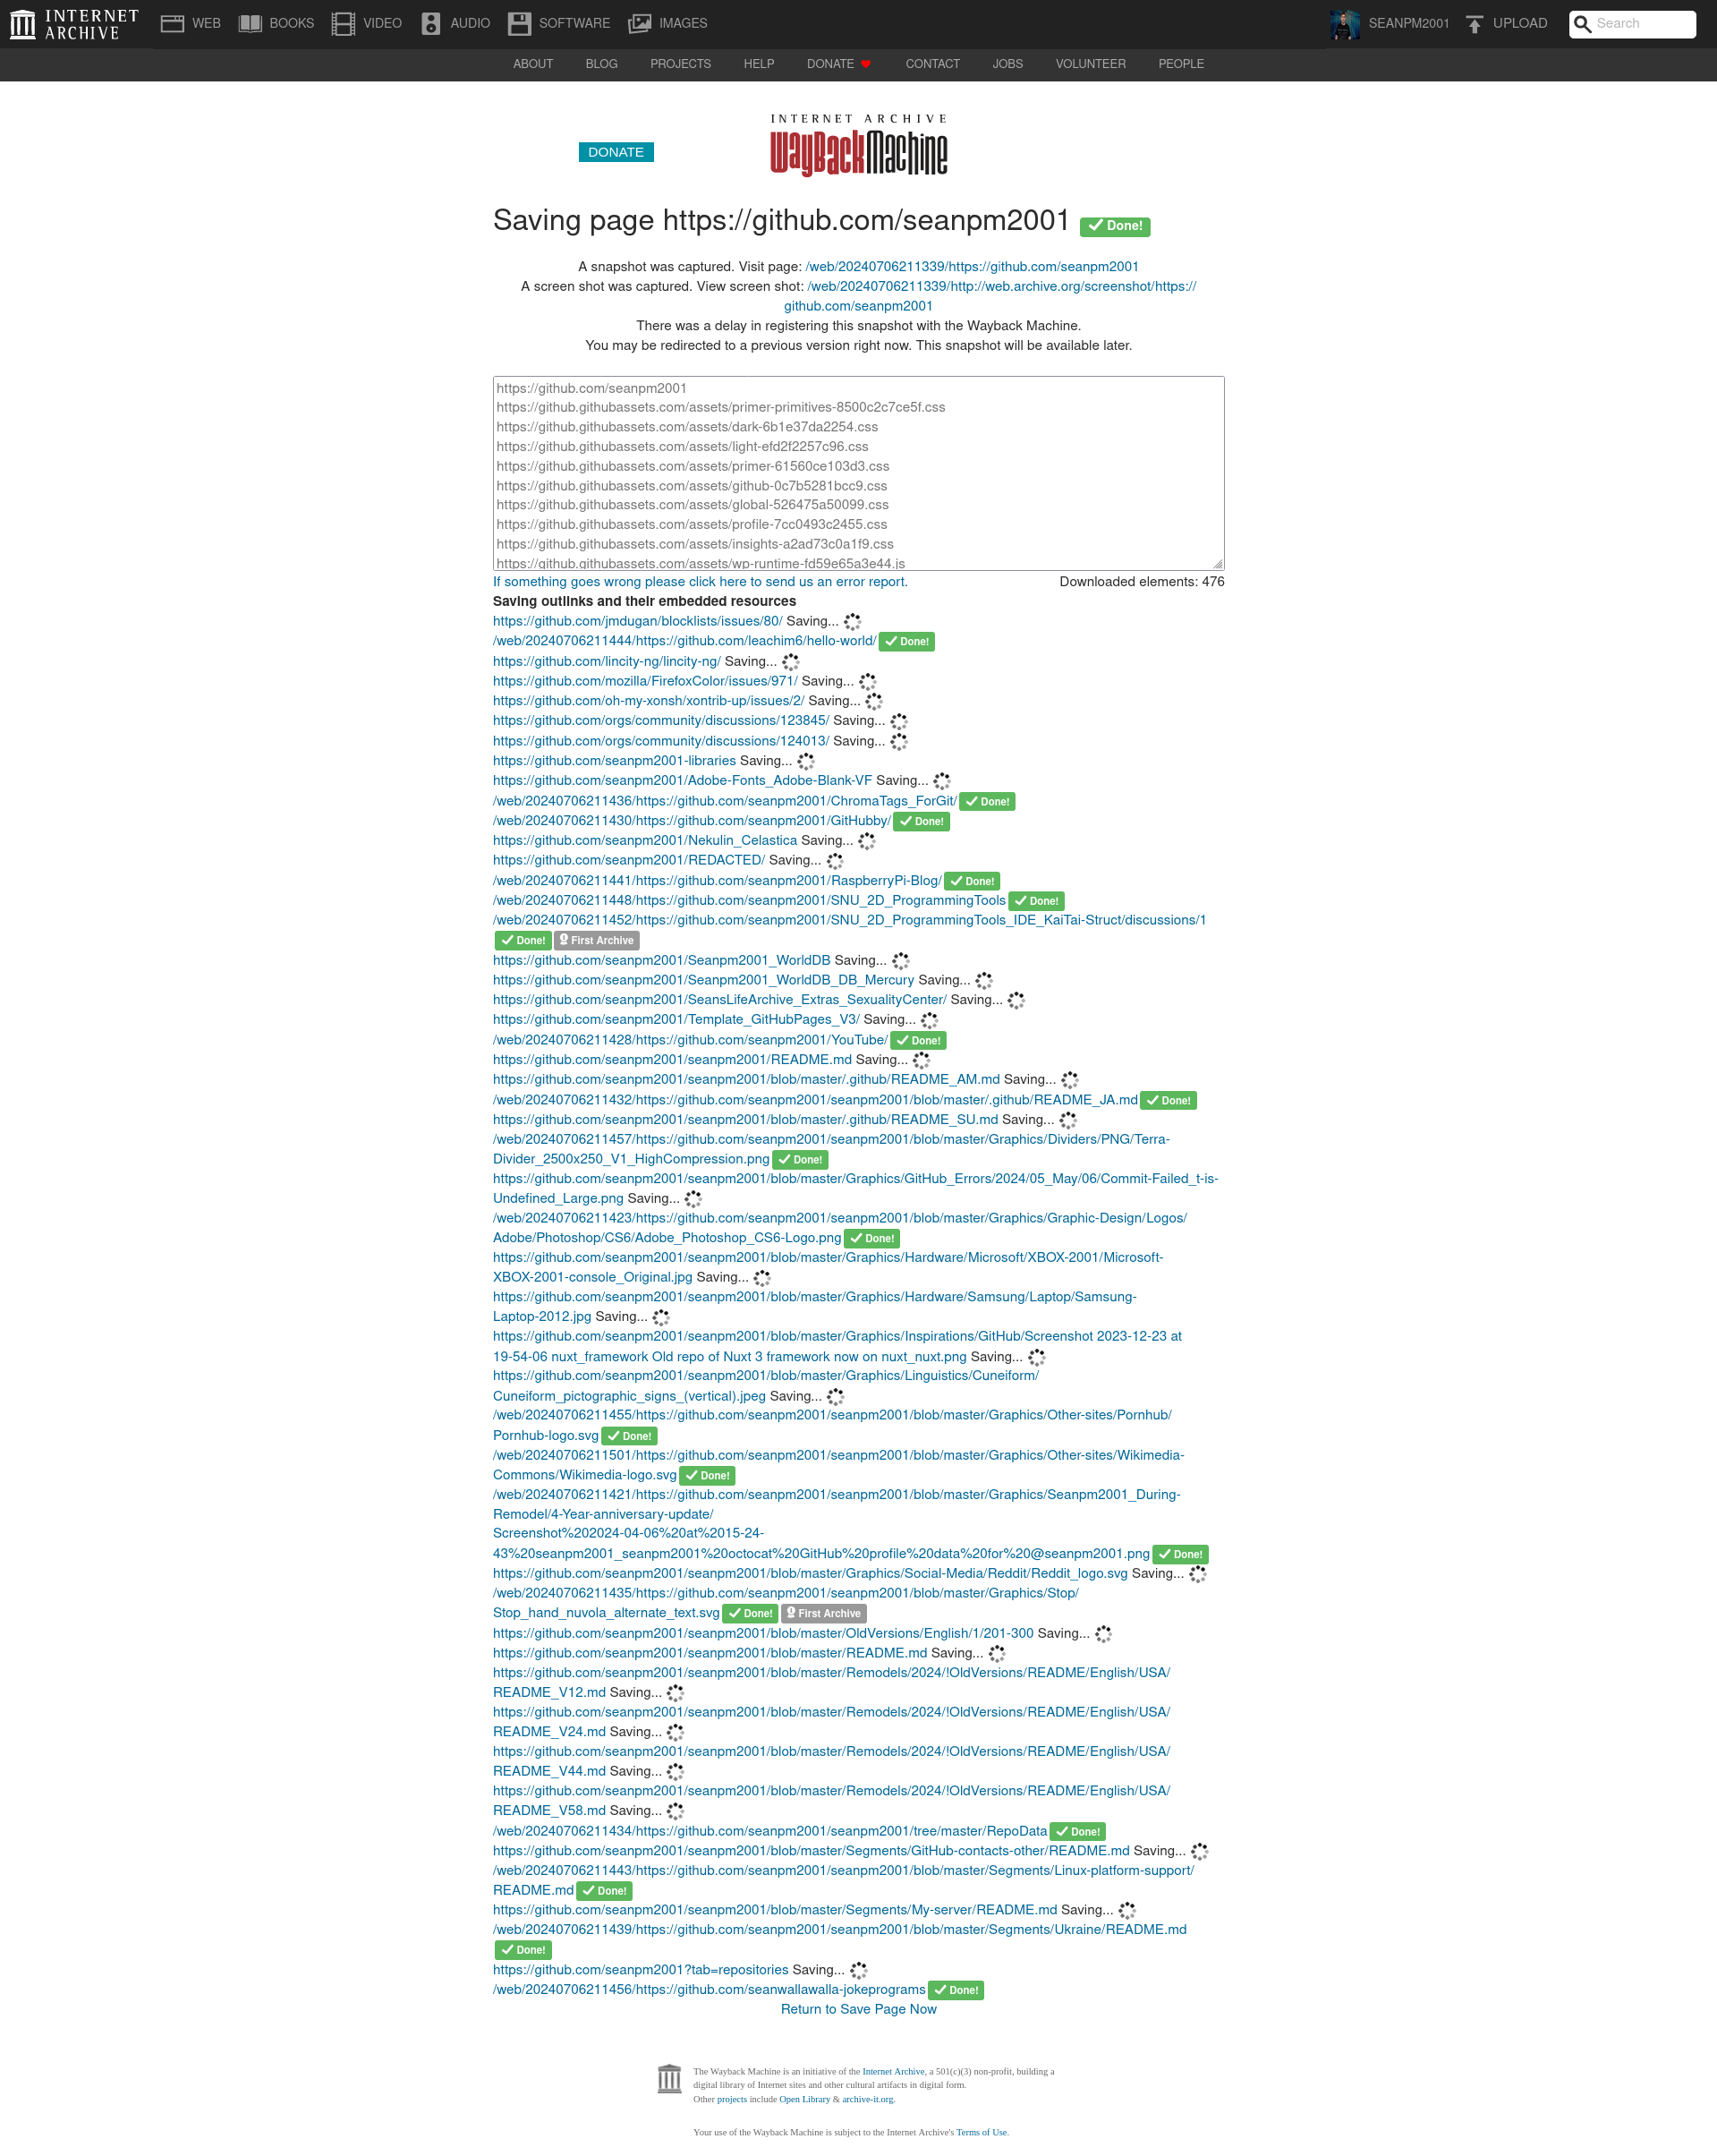 INTERNET ARCHIVE WEB BOOKS VIDEO AUDIO SOFTWARE IMAGES SEANPM2001 UPLOAD Search
ABOUT BLOG PROJECTS HELP DONATE CONTACT JOBS VOLUNTEER PEOPLE
INTERNET ARCHIVE
DONATE WayBackMachine
Saving page https://github.com/seanpm2001 Done!
A snapshot was captured. Visit page: /web/20240706211339/https://github.com/seanpm2001
A screen shot was captured. View screen shot: /web/20240706211339/http://web.archive.org/screenshot/https://
github.com/seanpm2001
There was a delay in registering this snapshot with the Wayback Machine.
You may be redirected to a previous version right now. This snapshot will be available later.
https://github.com/seanpm2001
https://github.githubassets.com/assets/primer-primitives-8500c2c7ce5f.css
https://github.githubassets.com/assets/dark-6b1e37da2254.css
https://github.githubassets.com/assets/light-efd2f2257c96.css
https://github.githubassets.com/assets/primer-61560ce103d3.css
https://github.githubassets.com/assets/github-0c7b5281bcc9.css
https://github.githubassets.com/assets/global-526475a50099.css
https://github.githubassets.com/assets/profile-7cc0493c2455.css
https://github.githubassets.com/assets/insights-a2ad73c0a1f9.css
https://github.githubassets.com/assets/wp-runtime-fd59e65a3e44.js
If something goes wrong please click here to send us an error report. Downloaded elements: 476
Saving outlinks and their embedded resources
https://github.com/jmdugan/blocklists/issues/80/ Saving...
/web/20240706211444/https://github.com/leachim6/hello-world/ Done!
https://github.com/lincity-ng/lincity-ng/ Saving...
https://github.com/mozilla/FirefoxColor/issues/971/ Saving...
https://github.com/oh-my-xonsh/xontrib-up/issues/2/ Saving...
https://github.com/orgs/community/discussions/123845/ Saving...
https://github.com/orgs/community/discussions/124013/ Saving...
https://github.com/seanpm2001-libraries Saving...
https://github.com/seanpm2001/Adobe-Fonts_Adobe-Blank-VF Saving...
/web/20240706211436/https://github.com/seanpm2001/ChromaTags_ForGit/ Done!
/web/20240706211430/https://github.com/seanpm2001/GitHubby/ Done!
https://github.com/seanpm2001/Nekulin_Celastica Saving...
https://github.com/seanpm2001/REDACTED/ Saving...
/web/20240706211441/https://github.com/seanpm2001/RaspberryPi-Blog/ Done!
/web/20240706211448/https://github.com/seanpm2001/SNU_2D_ProgrammingTools Done!
/web/20240706211452/https://github.com/seanpm2001/SNU_2D_ProgrammingTools_IDE_KaiTai-Struct/discussions/1
Done! First Archive
https://github.com/seanpm2001/Seanpm2001_WorldDB Saving...
https://github.com/seanpm2001/Seanpm2001_WorldDB_DB_Mercury Saving...
https://github.com/seanpm2001/SeansLifeArchive_Extras_SexualityCenter/ Saving...
https://github.com/seanpm2001/Template_GitHubPages_V3/ Saving...
/web/20240706211428/https://github.com/seanpm2001/YouTube/ Done!
https://github.com/seanpm2001/seanpm2001/README.md Saving...
https://github.com/seanpm2001/seanpm2001/blob/master/.github/README_AM.md Saving...
/web/20240706211432/https://github.com/seanpm2001/seanpm2001/blob/master/.github/README_JA.md Done!
https://github.com/seanpm2001/seanpm2001/blob/master/.github/README_SU.md Saving...
/web/20240706211457/https://github.com/seanpm2001/seanpm2001/blob/master/Graphics/Dividers/PNG/Terra-
Divider_2500x250_V1_HighCompression.png Done!
https://github.com/seanpm2001/seanpm2001/blob/master/Graphics/GitHub_Errors/2024/05_May/06/Commit-Failed_t-is-
Undefined_Large.png Saving...
/web/20240706211423/https://github.com/seanpm2001/seanpm2001/blob/master/Graphics/Graphic-Design/Logos/
Adobe/Photoshop/CS6/Adobe_Photoshop_CS6-Logo.png Done!
https://github.com/seanpm2001/seanpm2001/blob/master/Graphics/Hardware/Microsoft/XBOX-2001/Microsoft-
XBOX-2001-console_Original.jpg Saving...
https://github.com/seanpm2001/seanpm2001/blob/master/Graphics/Hardware/Samsung/Laptop/Samsung-
Laptop-2012.jpg Saving...
https://github.com/seanpm2001/seanpm2001/blob/master/Graphics/Inspirations/GitHub/Screenshot 2023-12-23 at
19-54-06 nuxt_framework Old repo of Nuxt 3 framework now on nuxt_nuxt.png Saving...
https://github.com/seanpm2001/seanpm2001/blob/master/Graphics/Linguistics/Cuneiform/
Cuneiform_pictographic_signs_(vertical).jpeg Saving...
/web/20240706211455/https://github.com/seanpm2001/seanpm2001/blob/master/Graphics/Other-sites/Pornhub/
Pornhub-logo.svg Done!
/web/20240706211501/https://github.com/seanpm2001/seanpm2001/blob/master/Graphics/Other-sites/Wikimedia-
Commons/Wikimedia-logo.svg Done!
/web/20240706211421/https://github.com/seanpm2001/seanpm2001/blob/master/Graphics/Seanpm2001_During-
Remodel/4-Year-anniversary-update/
Screenshot%202024-04-06%20at%2015-24-
43%20seanpm2001_seanpm2001%20octocat%20GitHub%20profile%20data%20for%20@seanpm2001.png Done!
https://github.com/seanpm2001/seanpm2001/blob/master/Graphics/Social-Media/Reddit/Reddit_logo.svg Saving...
/web/20240706211435/https://github.com/seanpm2001/seanpm2001/blob/master/Graphics/Stop/
Stop_hand_nuvola_alternate_text.svg Done! First Archive
https://github.com/seanpm2001/seanpm2001/blob/master/OldVersions/English/1/201-300 Saving...
https://github.com/seanpm2001/seanpm2001/blob/master/README.md Saving...
https://github.com/seanpm2001/seanpm2001/blob/master/Remodels/2024/!OldVersions/README/English/USA/
README_V12.md Saving...
https://github.com/seanpm2001/seanpm2001/blob/master/Remodels/2024/!OldVersions/README/English/USA/
README_V24.md Saving...
https://github.com/seanpm2001/seanpm2001/blob/master/Remodels/2024/!OldVersions/README/English/USA/
README_V44.md Saving...
https://github.com/seanpm2001/seanpm2001/blob/master/Remodels/2024/!OldVersions/README/English/USA/
README_V58.md Saving...
/web/20240706211434/https://github.com/seanpm2001/seanpm2001/tree/master/RepoData Done!
https://github.com/seanpm2001/seanpm2001/blob/master/Segments/GitHub-contacts-other/README.md Saving...
/web/20240706211443/https://github.com/seanpm2001/seanpm2001/blob/master/Segments/Linux-platform-support/
README.md Done!
https://github.com/seanpm2001/seanpm2001/blob/master/Segments/My-server/README.md Saving...
/web/20240706211439/https://github.com/seanpm2001/seanpm2001/blob/master/Segments/Ukraine/README.md
Done!
https://github.com/seanpm2001?tab=repositories Saving...
/web/20240706211456/https://github.com/seanwallawalla-jokeprograms Done!
Return to Save Page Now
The Wayback Machine is an initiative of the Internet Archive, a 501(c)(3) non-profit, building a
digital library of Internet sites and other cultural artifacts in digital form.
Other projects include Open Library & archive-it.org.
Your use of the Wayback Machine is subject to the Internet Archive's Terms of Use.